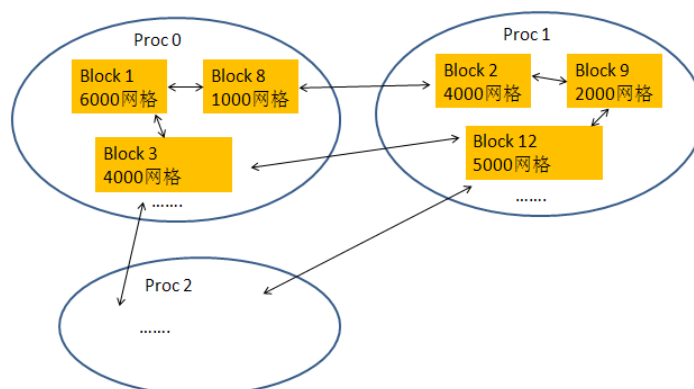 Proc 0
Block 1
6000网格
Block 8
1000网格
Block 3
4000网格
…….
Proc 1
Block 2
4000网格
Block 9
2000网格
Block 12
5000网格
…….
Proc 2
…….